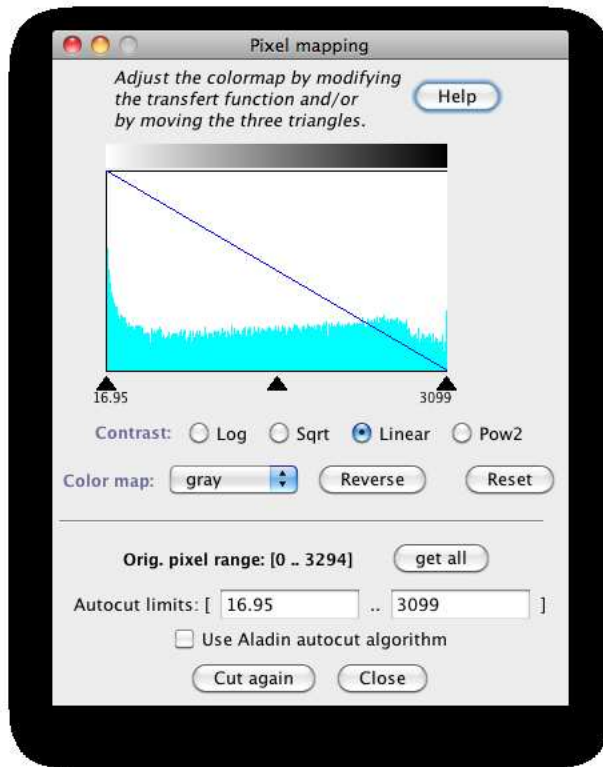 Pixel mapping
Adjust the colormap by modifying
the transfert function and/or
by moving the three triangles.
Help
16.95 3099
Contrast: Log Sqrt Linear Pow2
Color map: gray Reverse Reset
Orig. pixel range: [0 .. 3294] get all
Autocut limits: [ 16.95 .. 3099 ]
Use Aladin autocut algorithm
Cut again Close